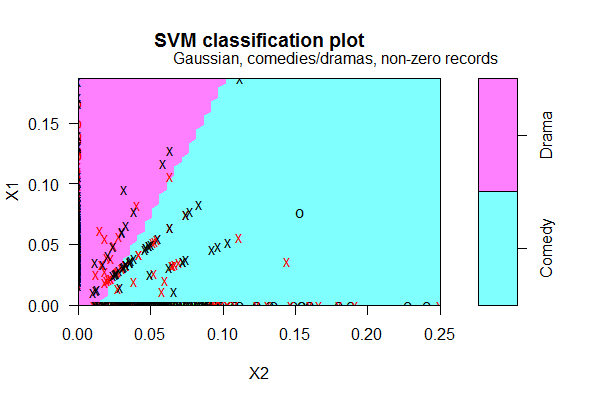 SVM classification plot
Gaussian, comedies/dramas, non-zero records
X1
0.15
0.10
0.05
0.00
0.00 0.05 0.10 0.15 0.20 0.25
X2
Drama
Comedy